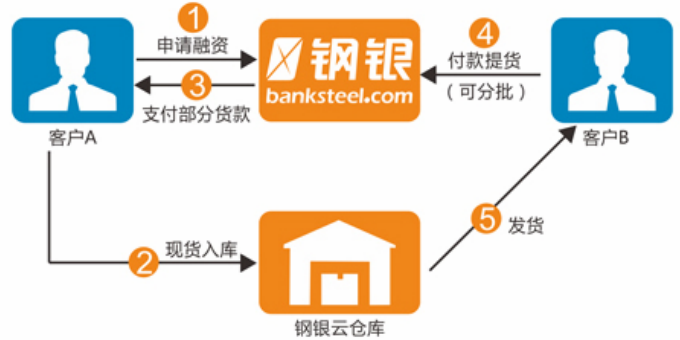 1
申请融资
3
支付部分货款
钢银
banksteel.com
4
付款提货
（可分批）
客户A
客户B
2
现货入库
5
发货
钢银云仓库